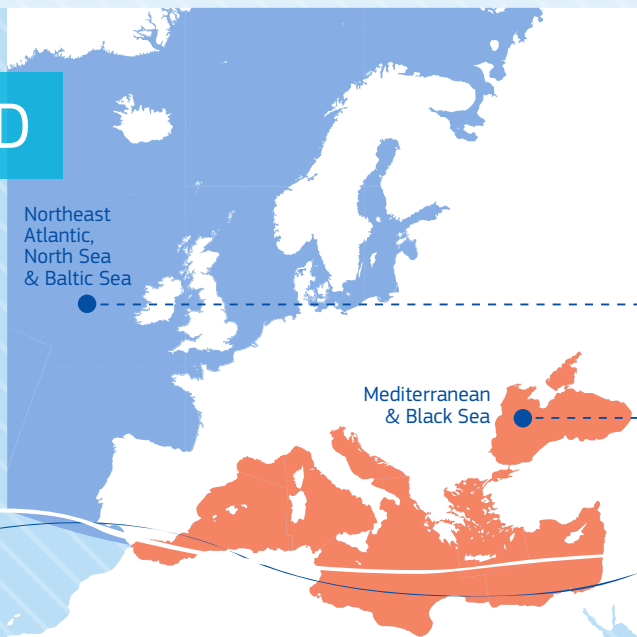 D
Northeast
Atlantic,
North Sea
& Baltic Sea
Mediterranean
& Black Sea